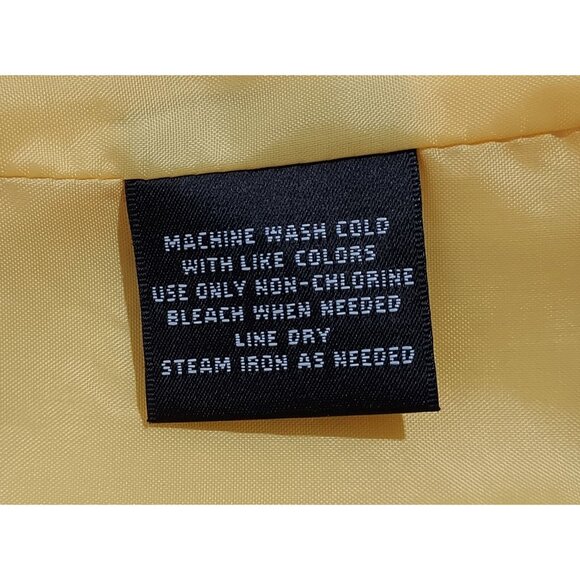 MACHINE WASH COLD
WITH LIKE COLORS
USE ONLY NON-CHLORINE
BLEACH WHEN NEEDED
LINE DRY
STEAM IRON AS NEEDED